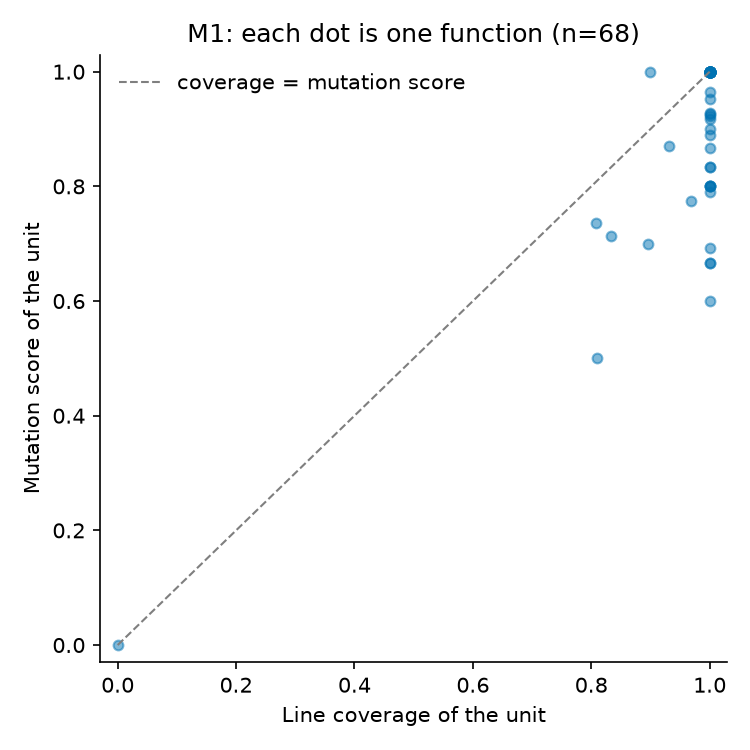 M1: each dot is one function (n=68)
coverage = mutation score
Mutation score of the unit
1.0
0.8
0.6
0.4
0.2
0.0
0.0 0.2 0.4 0.6 0.8 1.0
Line coverage of the unit